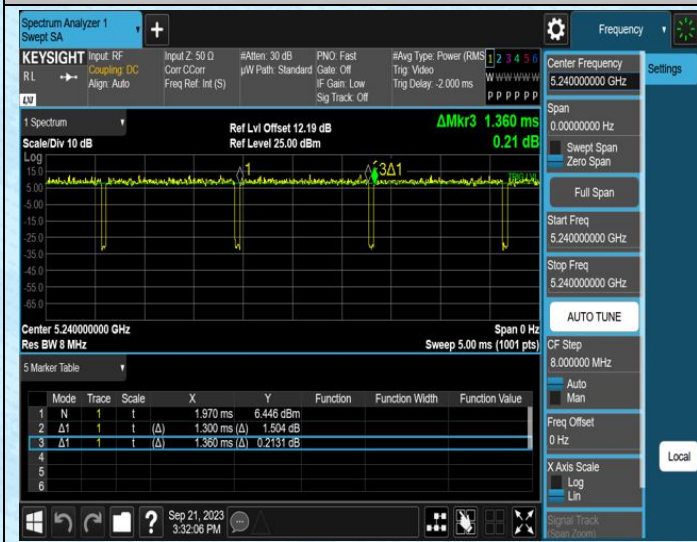 Spectrum Analyzer 1
Swept SA
+
Frequency
KEYSIGHT
RL
LXI
Input: RF
Coupling: DC
Align: Auto
Input Z: 50 Ω
Corr CCorr
Freq Ref: Int (S)
#Atten: 30 dB
µW Path: Standard
PNO: Fast
Gate: Off
IF Gain: Low
Sig Track: Off
#Avg Type: Power (RMS
Trig: Video
Trig Delay: -2.000 ms
1 2 3 4 5 6
W W W W W W
P P P P P P
1 Spectrum
Scale/Div 10 dB
Ref Lvl Offset 12.19 dB
Ref Level 25.00 dBm
ΔMkr3 1.360 ms
0.21 dB
Log
15.0
5.00
-5.00
-15.0
-25.0
-35.0
-45.0
-55.0
-65.0
1
3Δ1
TRIG LVL
Center 5.240000000 GHz
Res BW 8 MHz
Span 0 Hz
Sweep 5.00 ms (1001 pts)
5 Marker Table
Mode Trace Scale X Y Function Function Width Function Value
1 N 1 t 1.970 ms 6.446 dBm
2 Δ1 1 t (Δ) 1.300 ms (Δ) 1.504 dB
3 Δ1 1 t (Δ) 1.360 ms (Δ) 0.2131 dB
4
5
6
?
Sep 21, 2023
3:32:06 PM
Center Frequency
5.240000000 GHz
Span
0.00000000 Hz
Swept Span
Zero Span
Full Span
Start Freq
5.240000000 GHz
Stop Freq
5.240000000 GHz
AUTO TUNE
CF Step
8.000000 MHz
Auto
Man
Freq Offset
0 Hz
X Axis Scale
Log
Lin
Signal Track
(Span Zoom)
Settings
Local